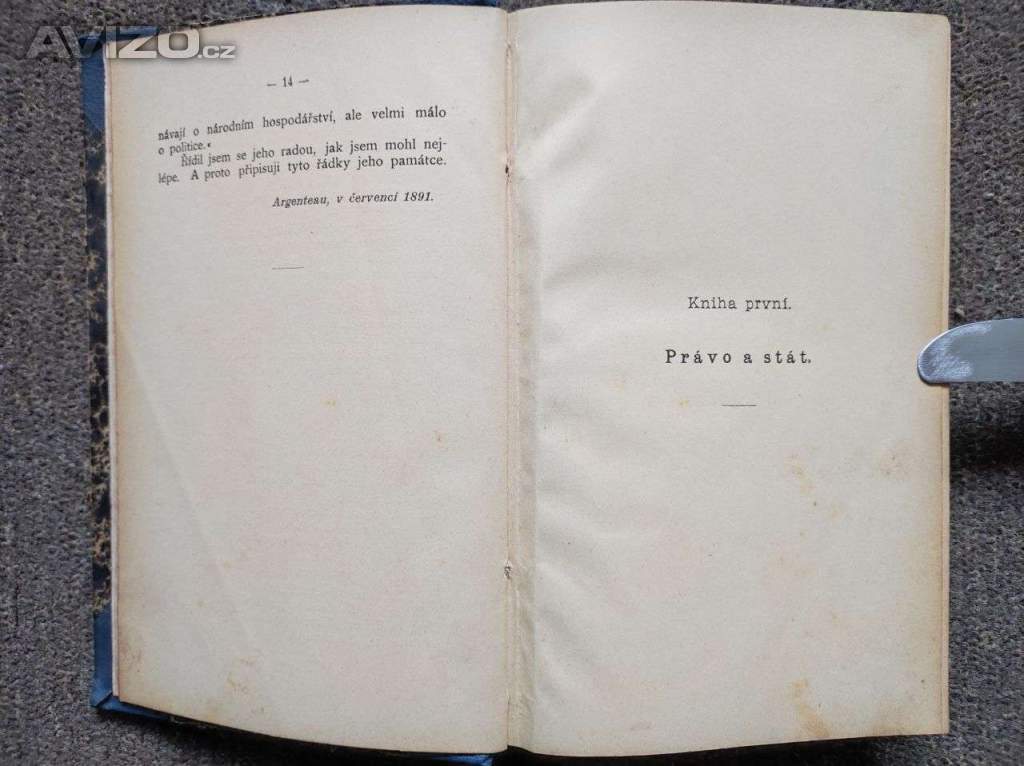 AVIZO.cz
— 14 —
návají o národním hospodářství, ale velmi málo
o politice.“
Řídil jsem se jeho radou, jak jsem mohl nej-
lépe. A proto připisuji tyto řádky jeho památce.
Argenteau, v červenci 1891.
Kniha první.
Právo a stát.